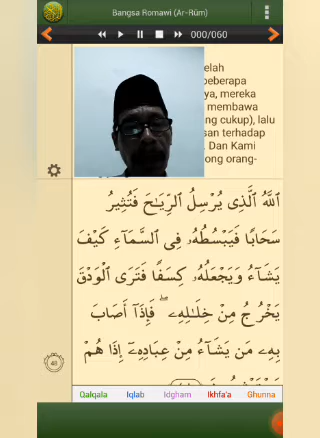 Bangsa Romawi (Ar-Rūm)
000/060
elah
beberapa
ya, mereka
membawa
ng cukup), lalu
san terhadap
. Dan Kami
ong orang-
ٱللَّهُ ٱلَّذِى يُرْسِلُ ٱلرِّيَـٰحَ فَتُثِيرُ
سَحَابًا فَيَبْسُطُهُۥ فِى ٱلسَّمَآءِ كَيْفَ
يَشَآءُ وَيَجْعَلُهُۥ كِسَفًا فَتَرَى ٱلْوَدْقَ
يَخْرُجُ مِنْ خِلَـٰلِهِۦ ۖ فَإِذَآ أَصَابَ
بِهِۦ مَن يَشَآءُ مِنْ عِبَادِهِۦٓ إِذَا هُمْ
48
Qalqala Iqlab Idgham Ikhfa'a Ghunna